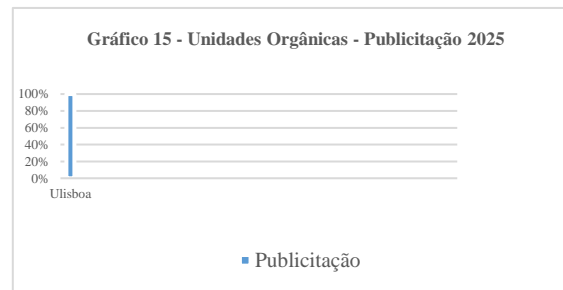 Gráfico 15 - Unidades Orgânicas - Publicitação 2025
100%
80%
60%
40%
20%
0%
Ulisboa
Publicitação